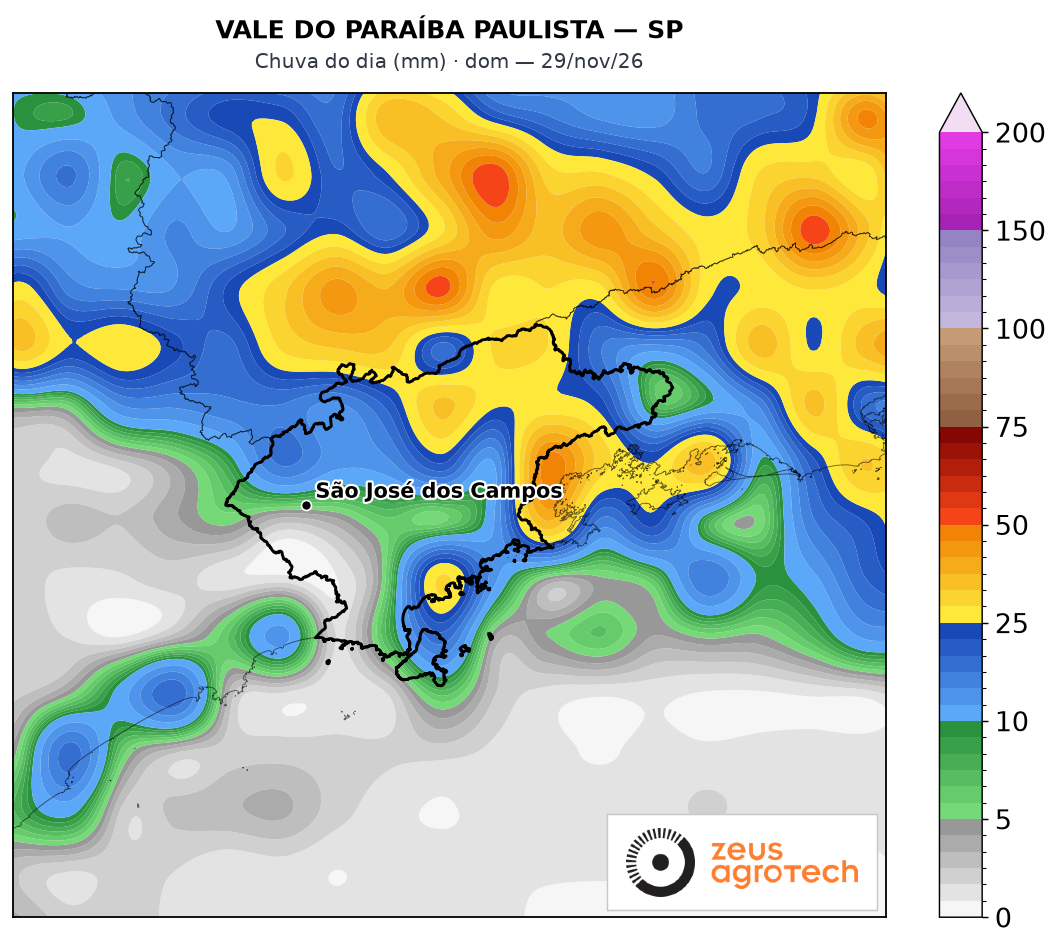 VALE DO PARAÍBA PAULISTA — SP
Chuva do dia (mm) · dom — 29/nov/26
200
150
100
75
50
25
10
5
0
São José dos Campos
zeus
agrotech